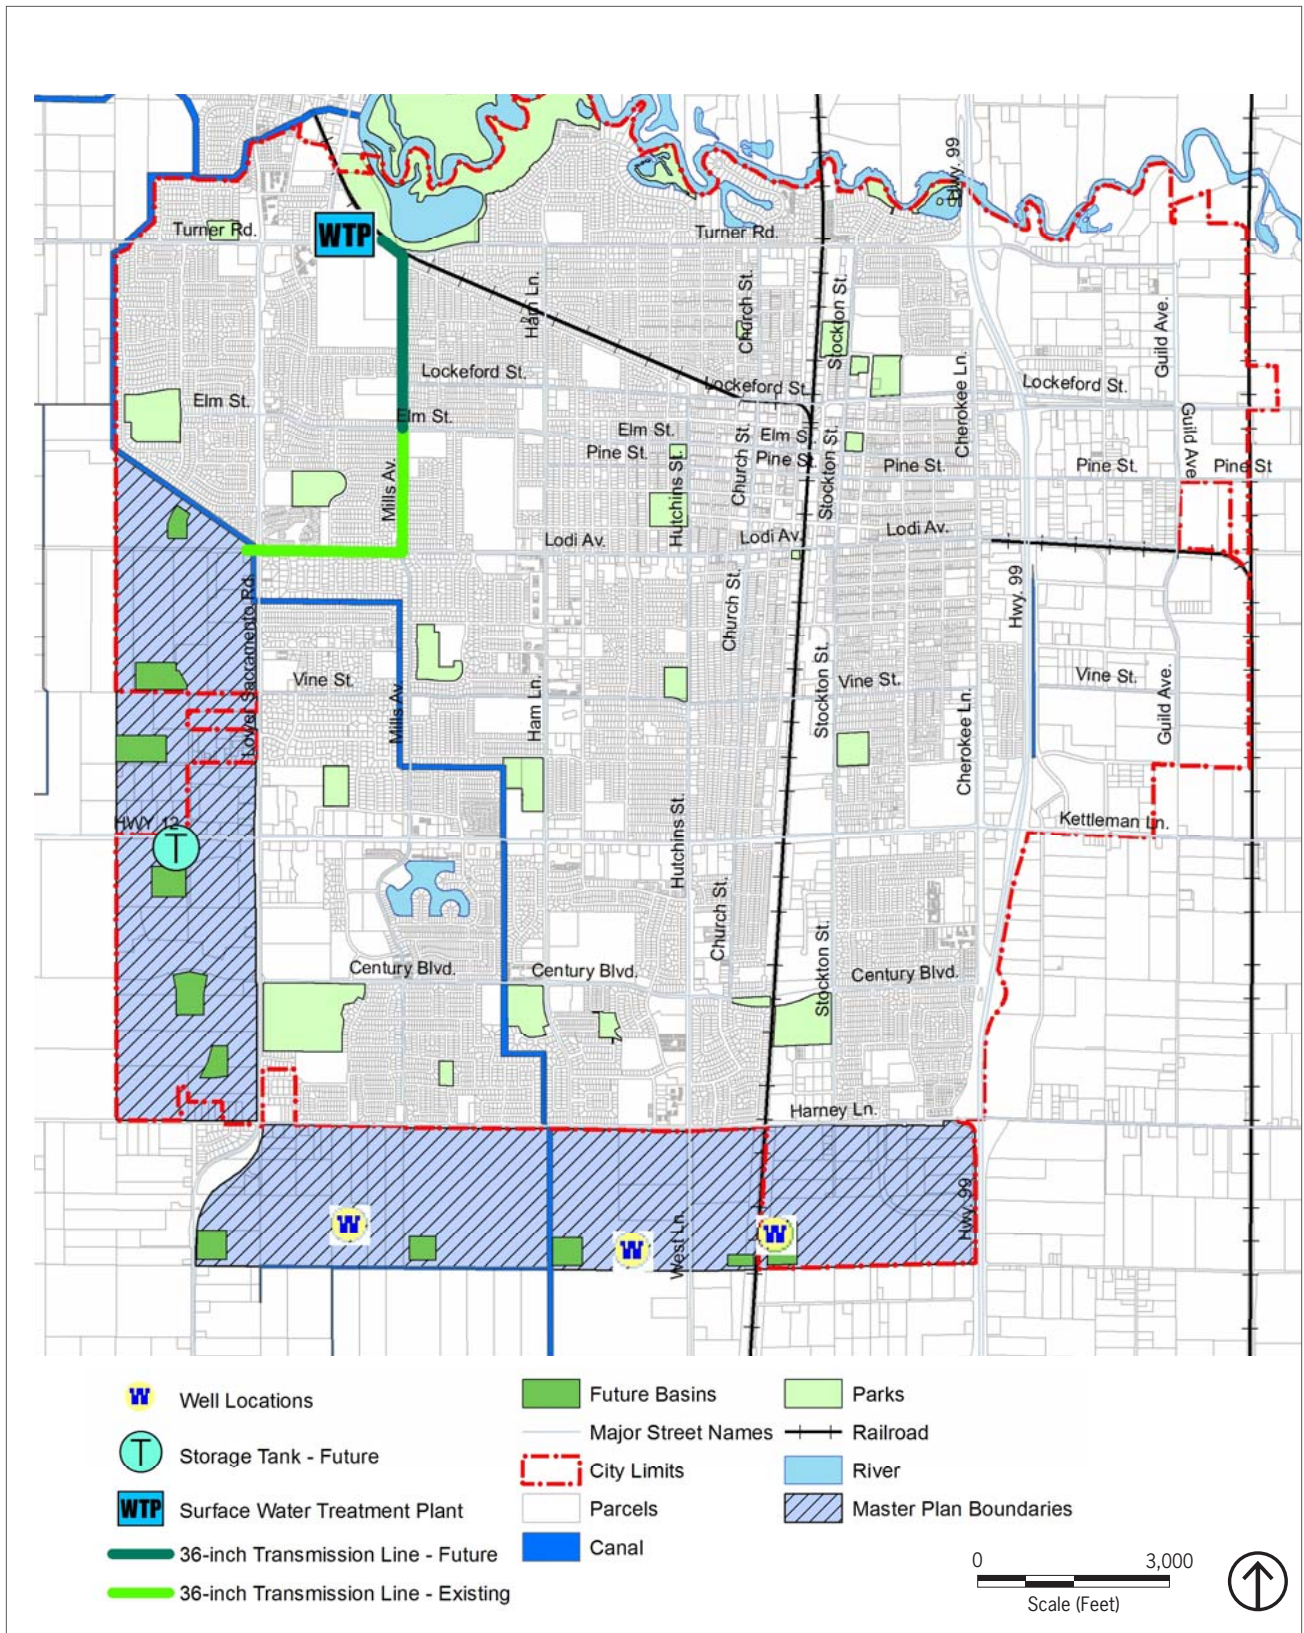 Hwy. 99
Turner Rd.
WTP
Turner Rd.
Ham Ln.
Church St.
Stockton St.
Guild Ave.
Lockeford St.
Lockeford St.
Lockeford St.
Cherokee Ln.
Elm St.
Elm St.
Elm St.
Elm St.
Guild Ave
Pine St.
Pine St
Pine St.
Pine St.
Pine St
Mills Av.
Hutchins St.
Church St.
Stockton St.
Lodi Av.
Lodi Av.
Lodi Av.
Lower Sacramento Rd.
Church St.
Hwy. 99
Vine St.
Mills Av
Ham Ln.
Stockton St.
Vine St.
Cherokee Ln.
Vine St.
Guild Ave.
HWY 12
T
Hutchins St.
Kettleman Ln.
Church St.
Century Blvd.
Century Blvd.
Stockton St.
Century Blvd.
Harney Ln.
W
W
West Ln.
W
Hwy. 99
W Well Locations
T Storage Tank - Future
WTP Surface Water Treatment Plant
36-inch Transmission Line - Future
36-inch Transmission Line - Existing
Future Basins
Major Street Names
City Limits
Parcels
Canal
Parks
Railroad
River
Master Plan Boundaries
0 3,000
Scale (Feet)